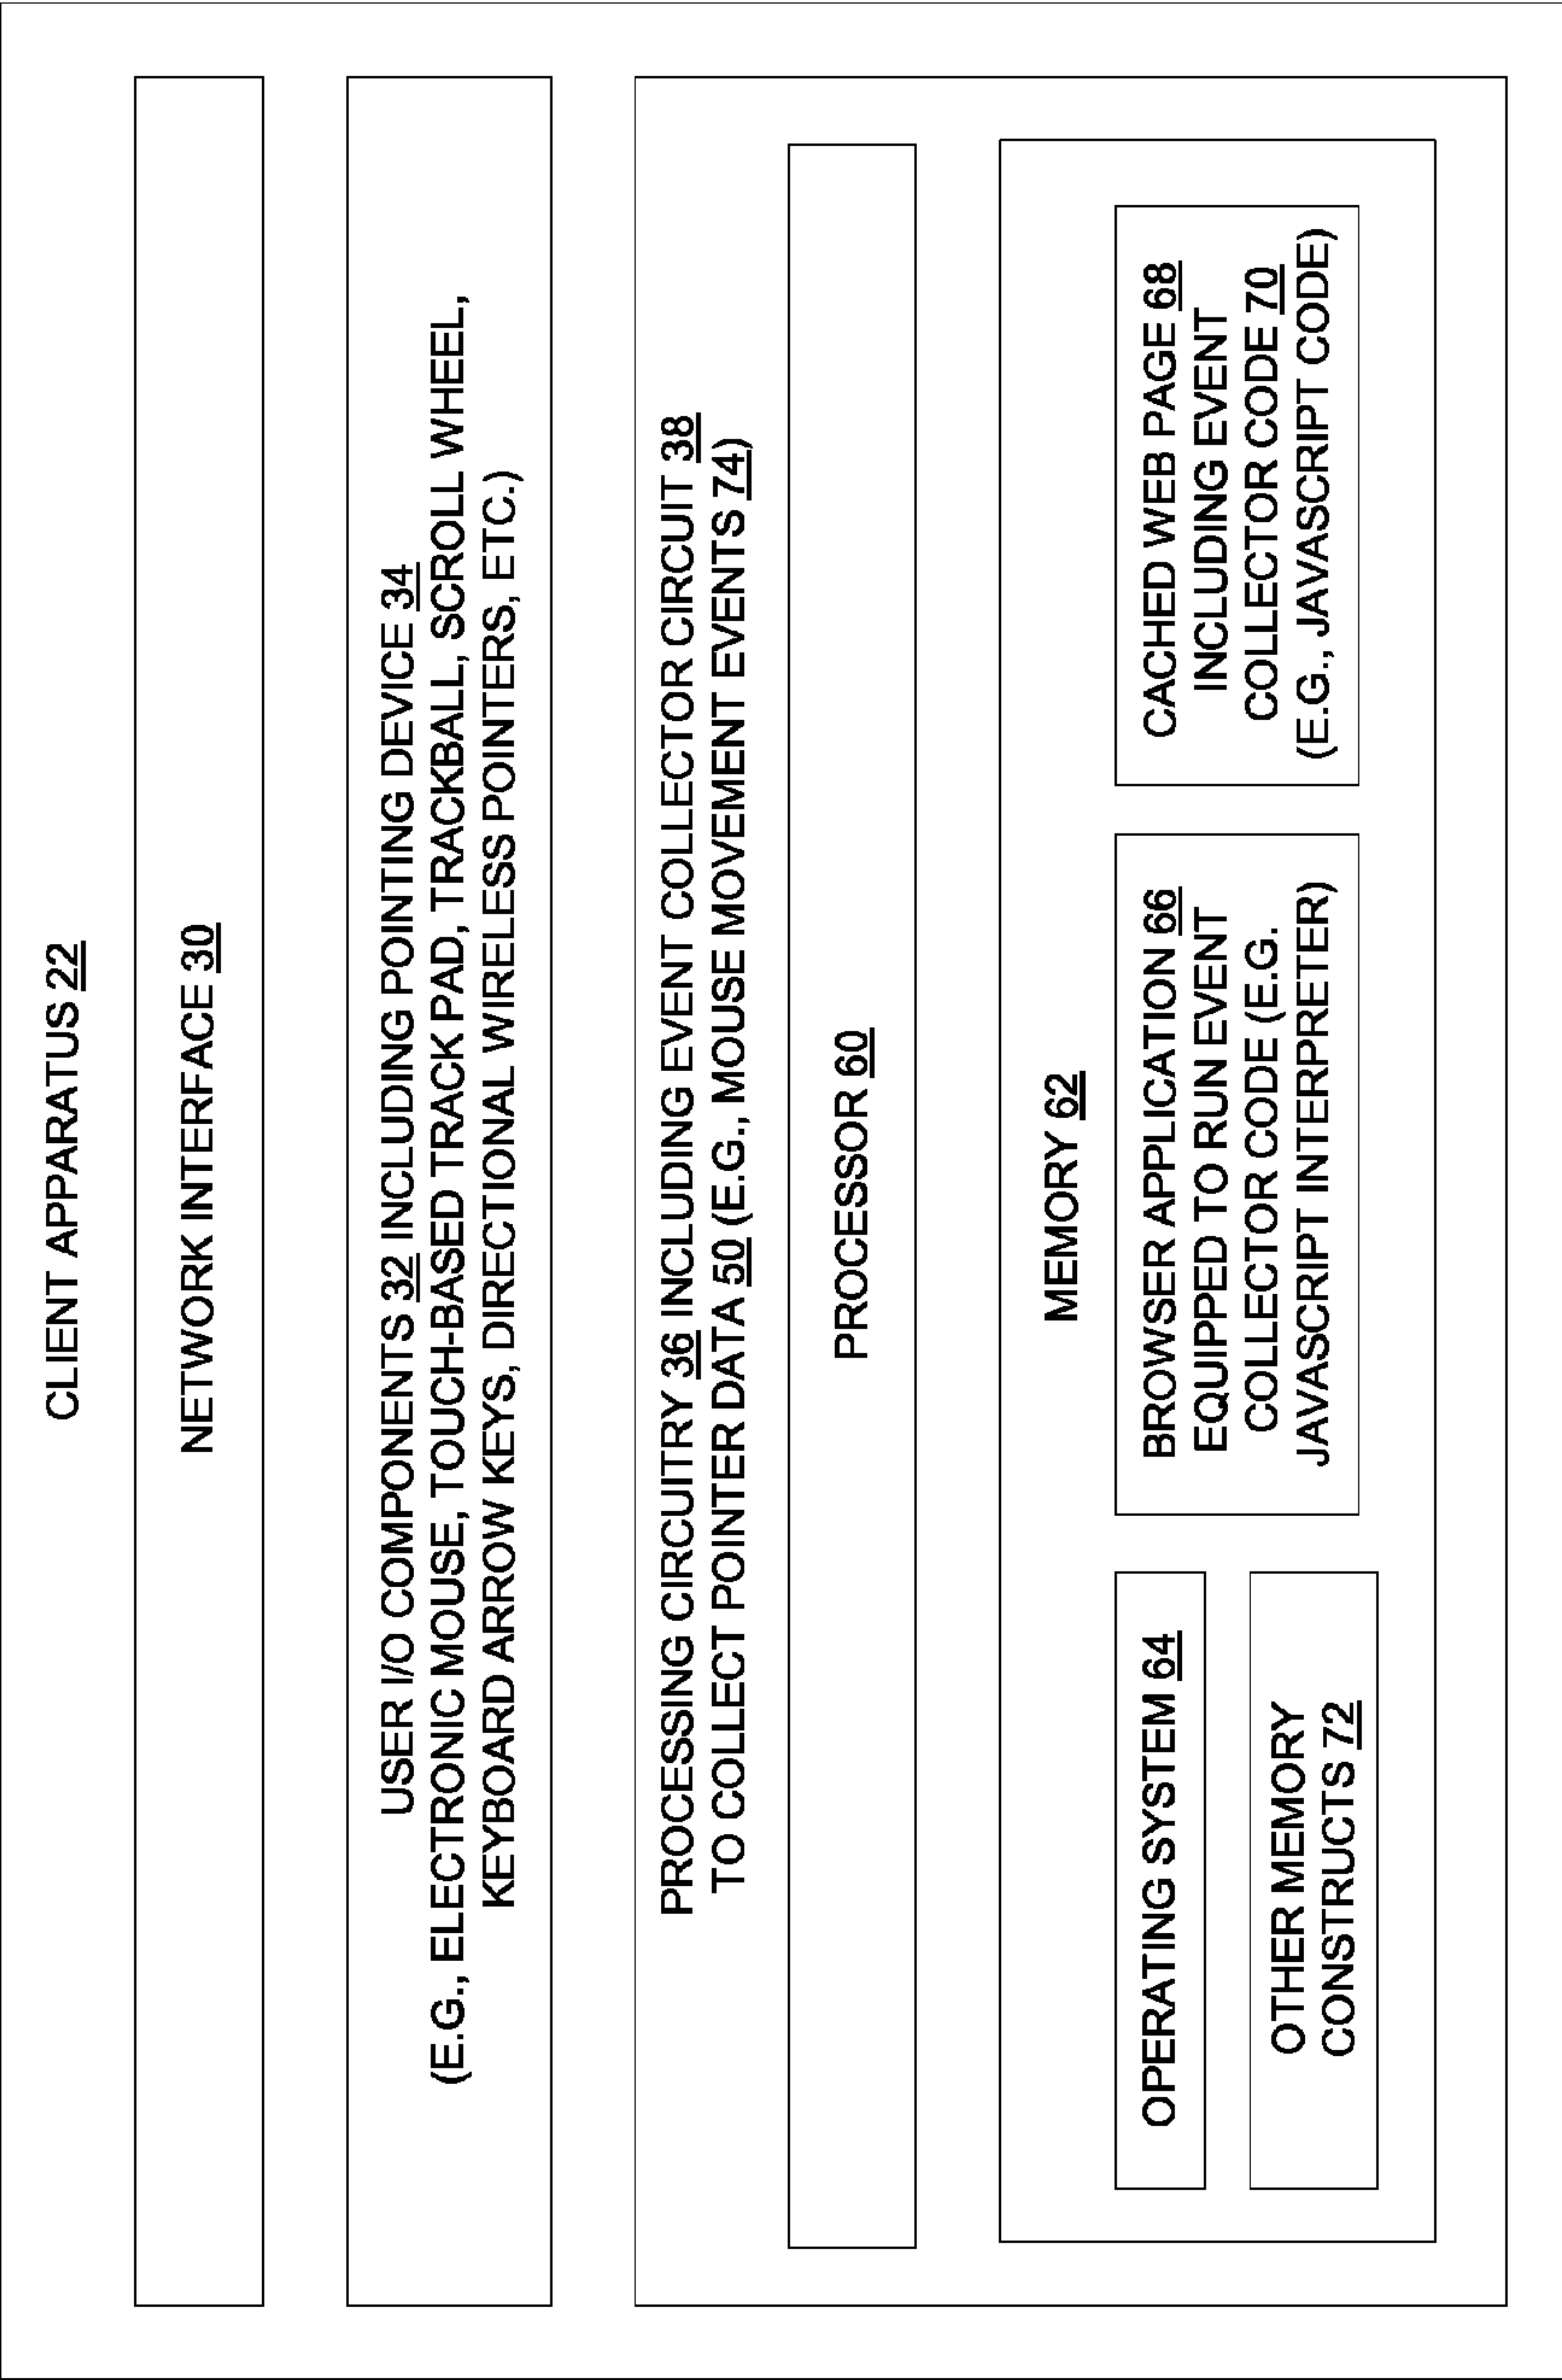 CLIENT APPARATUS 22
NETWORK INTERFACE 30
USER I/O COMPONENTS 32 INCLUDING POINTING DEVICE 34
(E.G., ELECTRONIC MOUSE, TOUCH-BASED TRACK PAD, TRACKBALL, SCROLL WHEEL,
KEYBOARD ARROW KEYS, DIRECTIONAL WIRELESS POINTERS, ETC.)
PROCESSING CIRCUITRY 36 INCLUDING EVENT COLLECTOR CIRCUIT 38
TO COLLECT POINTER DATA 50 (E.G., MOUSE MOVEMENT EVENTS 74)
PROCESSOR 60
MEMORY 62
OPERATING SYSTEM 64
OTHER MEMORY
CONSTRUCTS 72
BROWSER APPLICATION 66
EQUIPPED TO RUN EVENT
COLLECTOR CODE (E.G.
JAVASCRIPT INTERPRETER)
CACHED WEB PAGE 68
INCLUDING EVENT
COLLECTOR CODE 70
(E.G., JAVASCRIPT CODE)